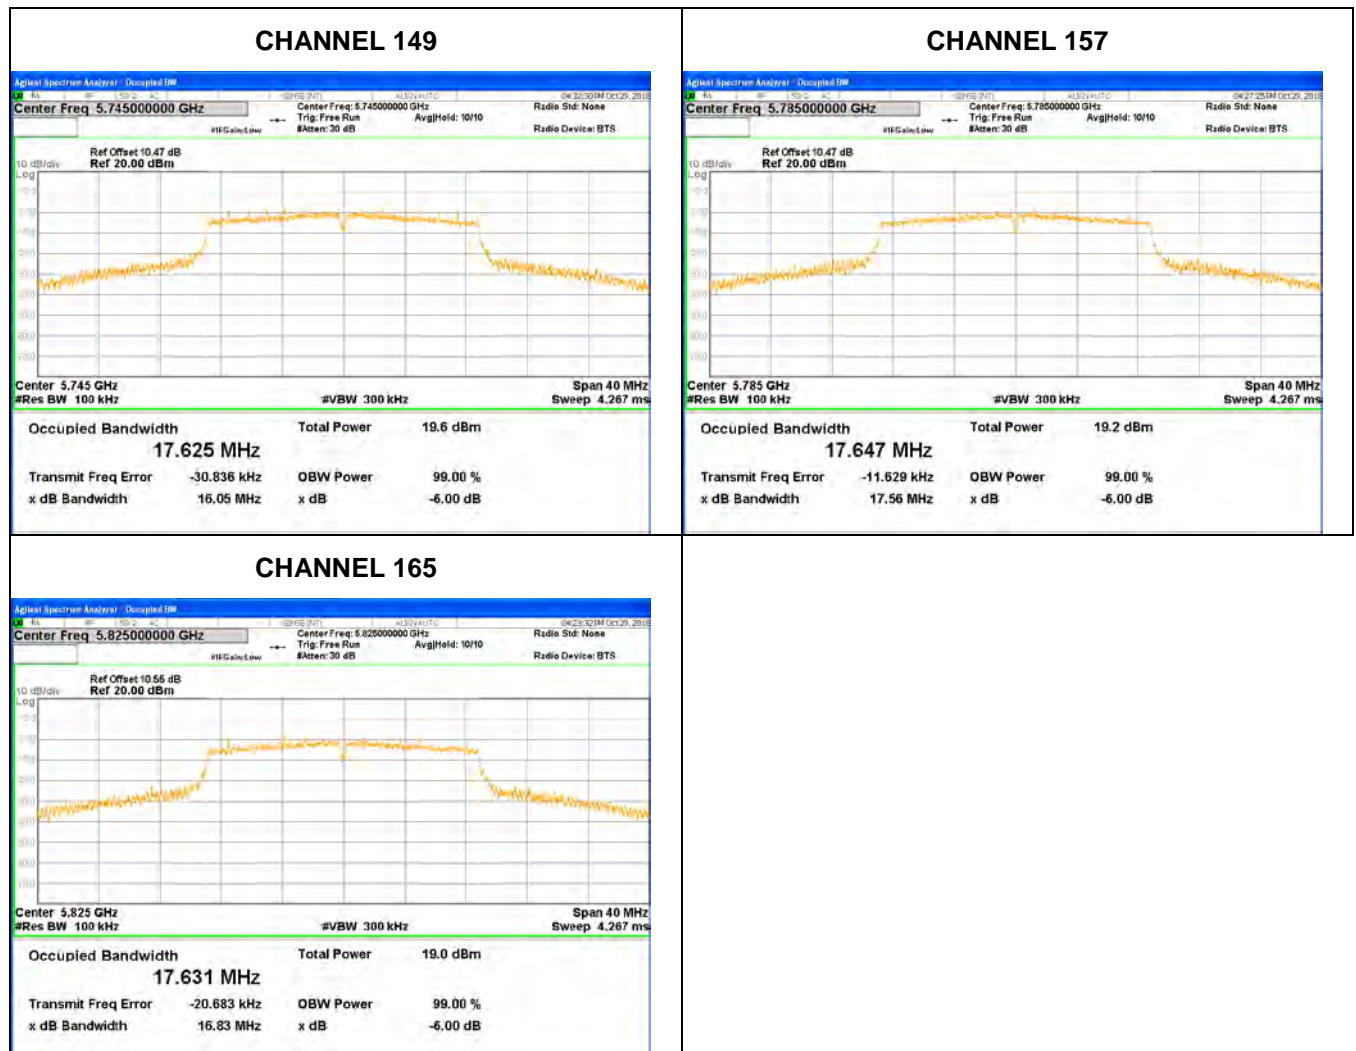 CHANNEL 149
Agilent Spectrum Analyzer - Occupied BW
Center Freq 5.745000000 GHz
Center Freq: 5.745000000 GHz
Radio Std: None
Trig: Free Run
Avg|Hold: 10/10
#IFGain:Low
#Atten: 30 dB
Radio Device: BTS
Ref Offset 10.47 dB
10 dB/div
Ref 20.00 dBm
Log
Center 5.745 GHz
Span 40 MHz
#Res BW 100 kHz
#VBW 300 kHz
Sweep 4.267 ms
Occupied Bandwidth
Total Power
19.6 dBm
17.625 MHz
Transmit Freq Error
-30.836 kHz
OBW Power
99.00 %
x dB Bandwidth
16.05 MHz
x dB
-6.00 dB
CHANNEL 157
Agilent Spectrum Analyzer - Occupied BW
Center Freq 5.785000000 GHz
Center Freq: 5.785000000 GHz
Radio Std: None
Trig: Free Run
Avg|Hold: 10/10
#IFGain:Low
#Atten: 30 dB
Radio Device: BTS
Ref Offset 10.47 dB
10 dB/div
Ref 20.00 dBm
Log
Center 5.785 GHz
Span 40 MHz
#Res BW 100 kHz
#VBW 300 kHz
Sweep 4.267 ms
Occupied Bandwidth
Total Power
19.2 dBm
17.647 MHz
Transmit Freq Error
-11.629 kHz
OBW Power
99.00 %
x dB Bandwidth
17.56 MHz
x dB
-6.00 dB
CHANNEL 165
Agilent Spectrum Analyzer - Occupied BW
Center Freq 5.825000000 GHz
Center Freq: 5.825000000 GHz
Radio Std: None
Trig: Free Run
Avg|Hold: 10/10
#IFGain:Low
#Atten: 30 dB
Radio Device: BTS
Ref Offset 10.55 dB
10 dB/div
Ref 20.00 dBm
Log
Center 5.825 GHz
Span 40 MHz
#Res BW 100 kHz
#VBW 300 kHz
Sweep 4.267 ms
Occupied Bandwidth
Total Power
19.0 dBm
17.631 MHz
Transmit Freq Error
-20.683 kHz
OBW Power
99.00 %
x dB Bandwidth
16.83 MHz
x dB
-6.00 dB